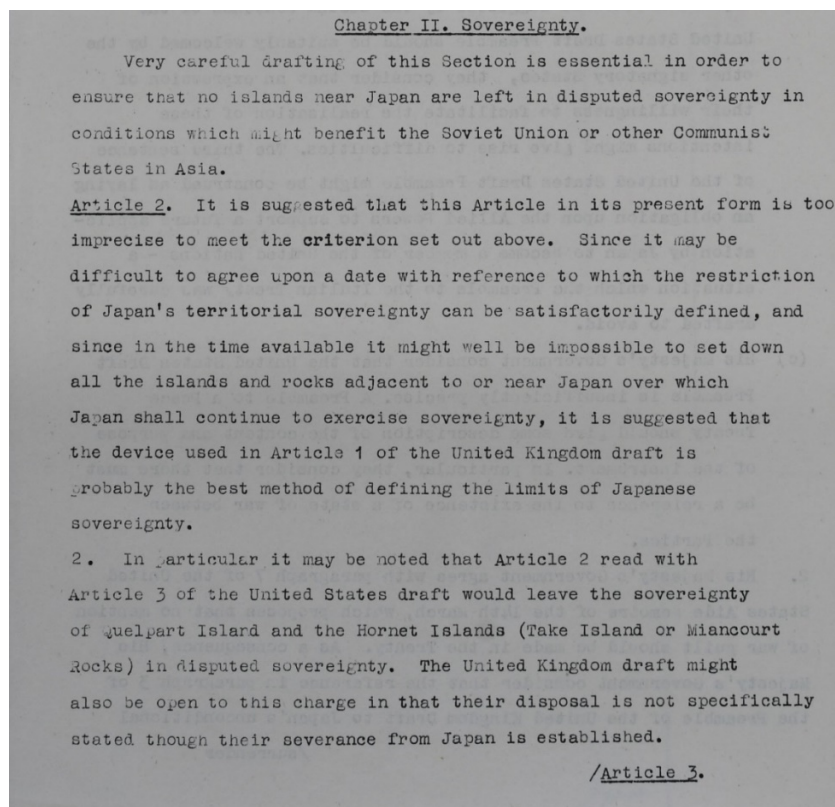 Chapter II. Sovereignty.
Very careful drafting of this Section is essential in order to
ensure that no islands near Japan are left in disputed sovereignty in
conditions which might benefit the Soviet Union or other Communist
States in Asia.
Article 2. It is suggested that this Article in its present form is too
imprecise to meet the criterion set out above. Since it may be
difficult to agree upon a date with reference to which the restriction
of Japan's territorial sovereignty can be satisfactorily defined, and
since in the time available it might well be impossible to set down
all the islands and rocks adjacent to or near Japan over which
Japan shall continue to exercise sovereignty, it is suggested that
the device used in Article 1 of the United Kingdom draft is
probably the best method of defining the limits of Japanese
sovereignty.
2. In particular it may be noted that Article 2 read with
Article 3 of the United States draft would leave the sovereignty
of Quelpart Islard and the Hornet Islands (Take Island or Miancourt
Rocks) in disputed sovereignty. The United Kingdom draft might
also be open to this charge in that their disposal is not specifically
stated though their severance from Japan is established.
/Article 3.